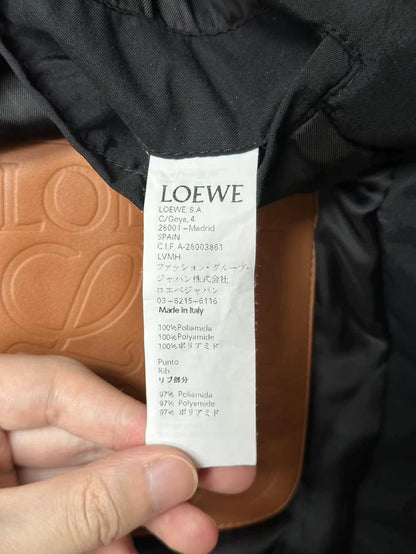 LOEWE
LOEWE, S.A
C/Goya, 4
28001 – Madrid
SPAIN
C.I.F. A-28003861
LVMH
ファッション・グループ・
ジャパン株式会社
ロエベジャパン
03-6215-6116
Made in Italy
100% Poliamida
100% Polyamide
100% ポリアミド
Punto
Rib
リブ部分
97% Poliamida
97% Polyamide
97% ポリアミド
LO